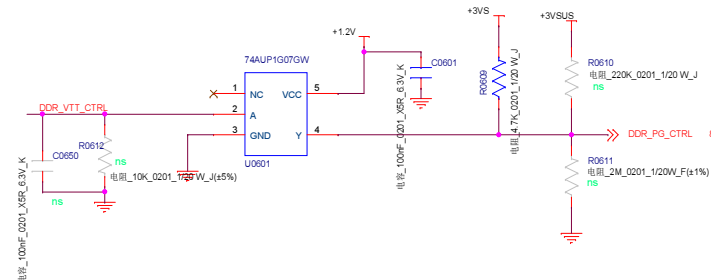 +3VS
+3VSUS
+1.2V
74AUP1G07GW
C0601
电容_100nF_0201_X5R_6.3V_K
R0609
电阻_4.7K_0201_1/20 W_J
R0610
电阻_220K_0201_1/20 W_J
ns
1
NC
VCC
5
DDR_VTT_CTRL
2
A
3
GND
Y
4
U0601
DDR_PG_CTRL
C0650
电容_100nF_0201_X5R_6.3V_K
ns
R0612
ns
电阻_10K_0201_1/20 W_J(±5%)
R0611
电阻_2M_0201_1/20W_F(±1%)
ns